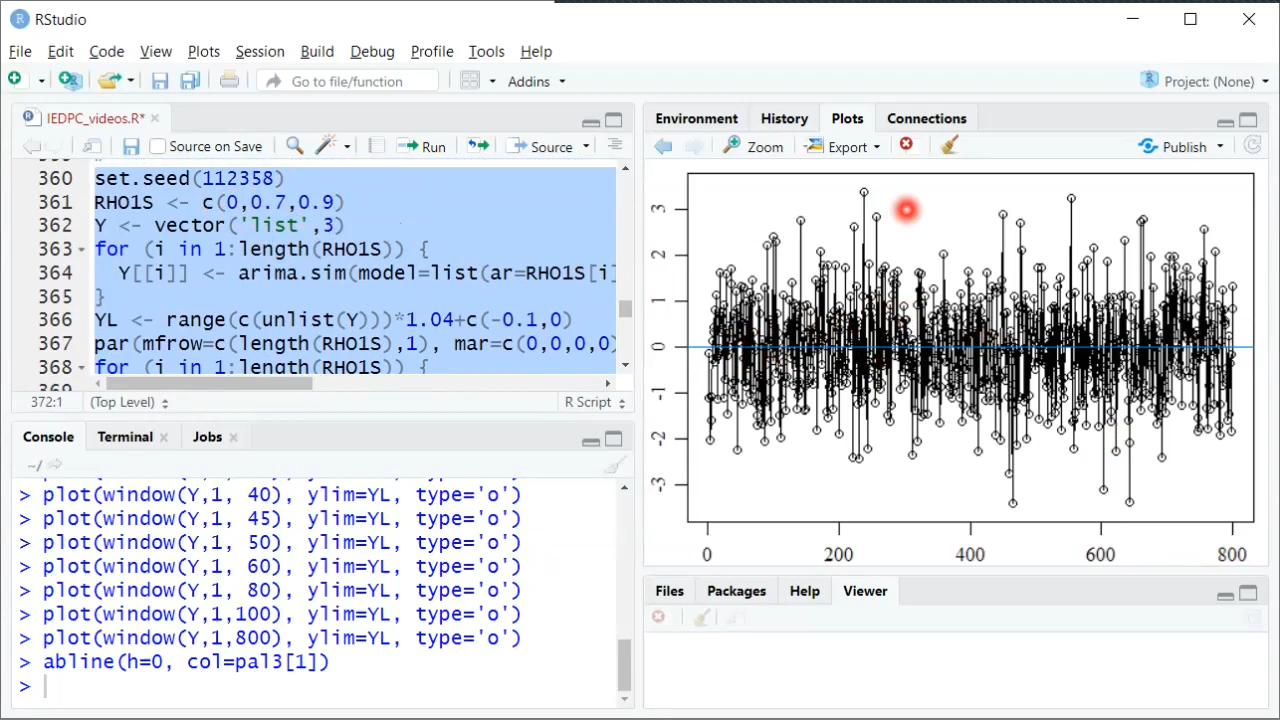 RStudio
File Edit Code View Plots Session Build Debug Profile Tools Help
Go to file/function Addins Project: (None)
IEDPC_videos.R*
Source on Save Run Source
360 set.seed(112358)
361 RHO1S <- c(0,0.7,0.9)
362 Y <- vector('list',3)
363 for (i in 1:length(RHO1S)) {
364 Y[[i]] <- arima.sim(model=list(ar=RHO1S[i]
365 }
366 YL <- range(c(unlist(Y)))*1.04+c(-0.1,0)
367 par(mfrow=c(length(RHO1S),1), mar=c(0,0,0,0)
368 for (i in 1:length(RHO1S)) {
369
372:1 (Top Level) R Script
Console Terminal Jobs
~/
> plot(window(Y,1, 40), ylim=YL, type='o')
> plot(window(Y,1, 45), ylim=YL, type='o')
> plot(window(Y,1, 50), ylim=YL, type='o')
> plot(window(Y,1, 60), ylim=YL, type='o')
> plot(window(Y,1, 80), ylim=YL, type='o')
> plot(window(Y,1,100), ylim=YL, type='o')
> plot(window(Y,1,800), ylim=YL, type='o')
> abline(h=0, col=pal3[1])
>
Environment History Plots Connections
Zoom Export Publish
3
2
1
0
-1
-2
-3
0 200 400 600 800
Files Packages Help Viewer